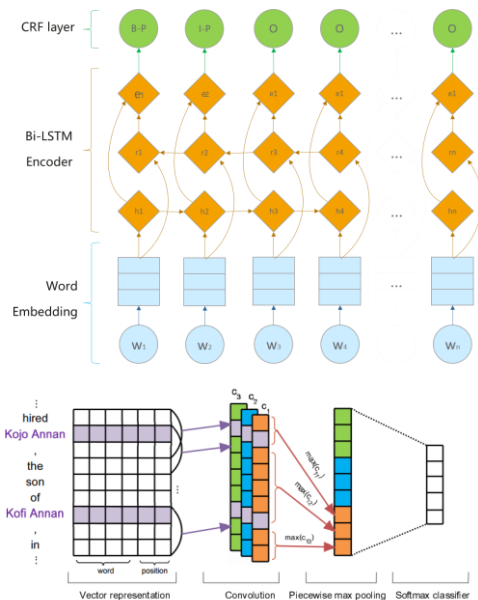 CRF layer
B-P I-P O O ... O
e1 e2 e1 e1 ... e1
Bi-LSTM
Encoder
r1 r2 r3 r4 rn
h1 h2 h3 h4 ... hn
Word
Embedding
...
W1 W2 W3 W4 ... Wn
C3 C2 C1
...
hired
Kojo Annan
,
the
son
of
Kofi Annan
,
in
...
word position
max(c11)
max(c12)
max(c13)
Vector representation Convolution Piecewise max pooling Softmax classifier